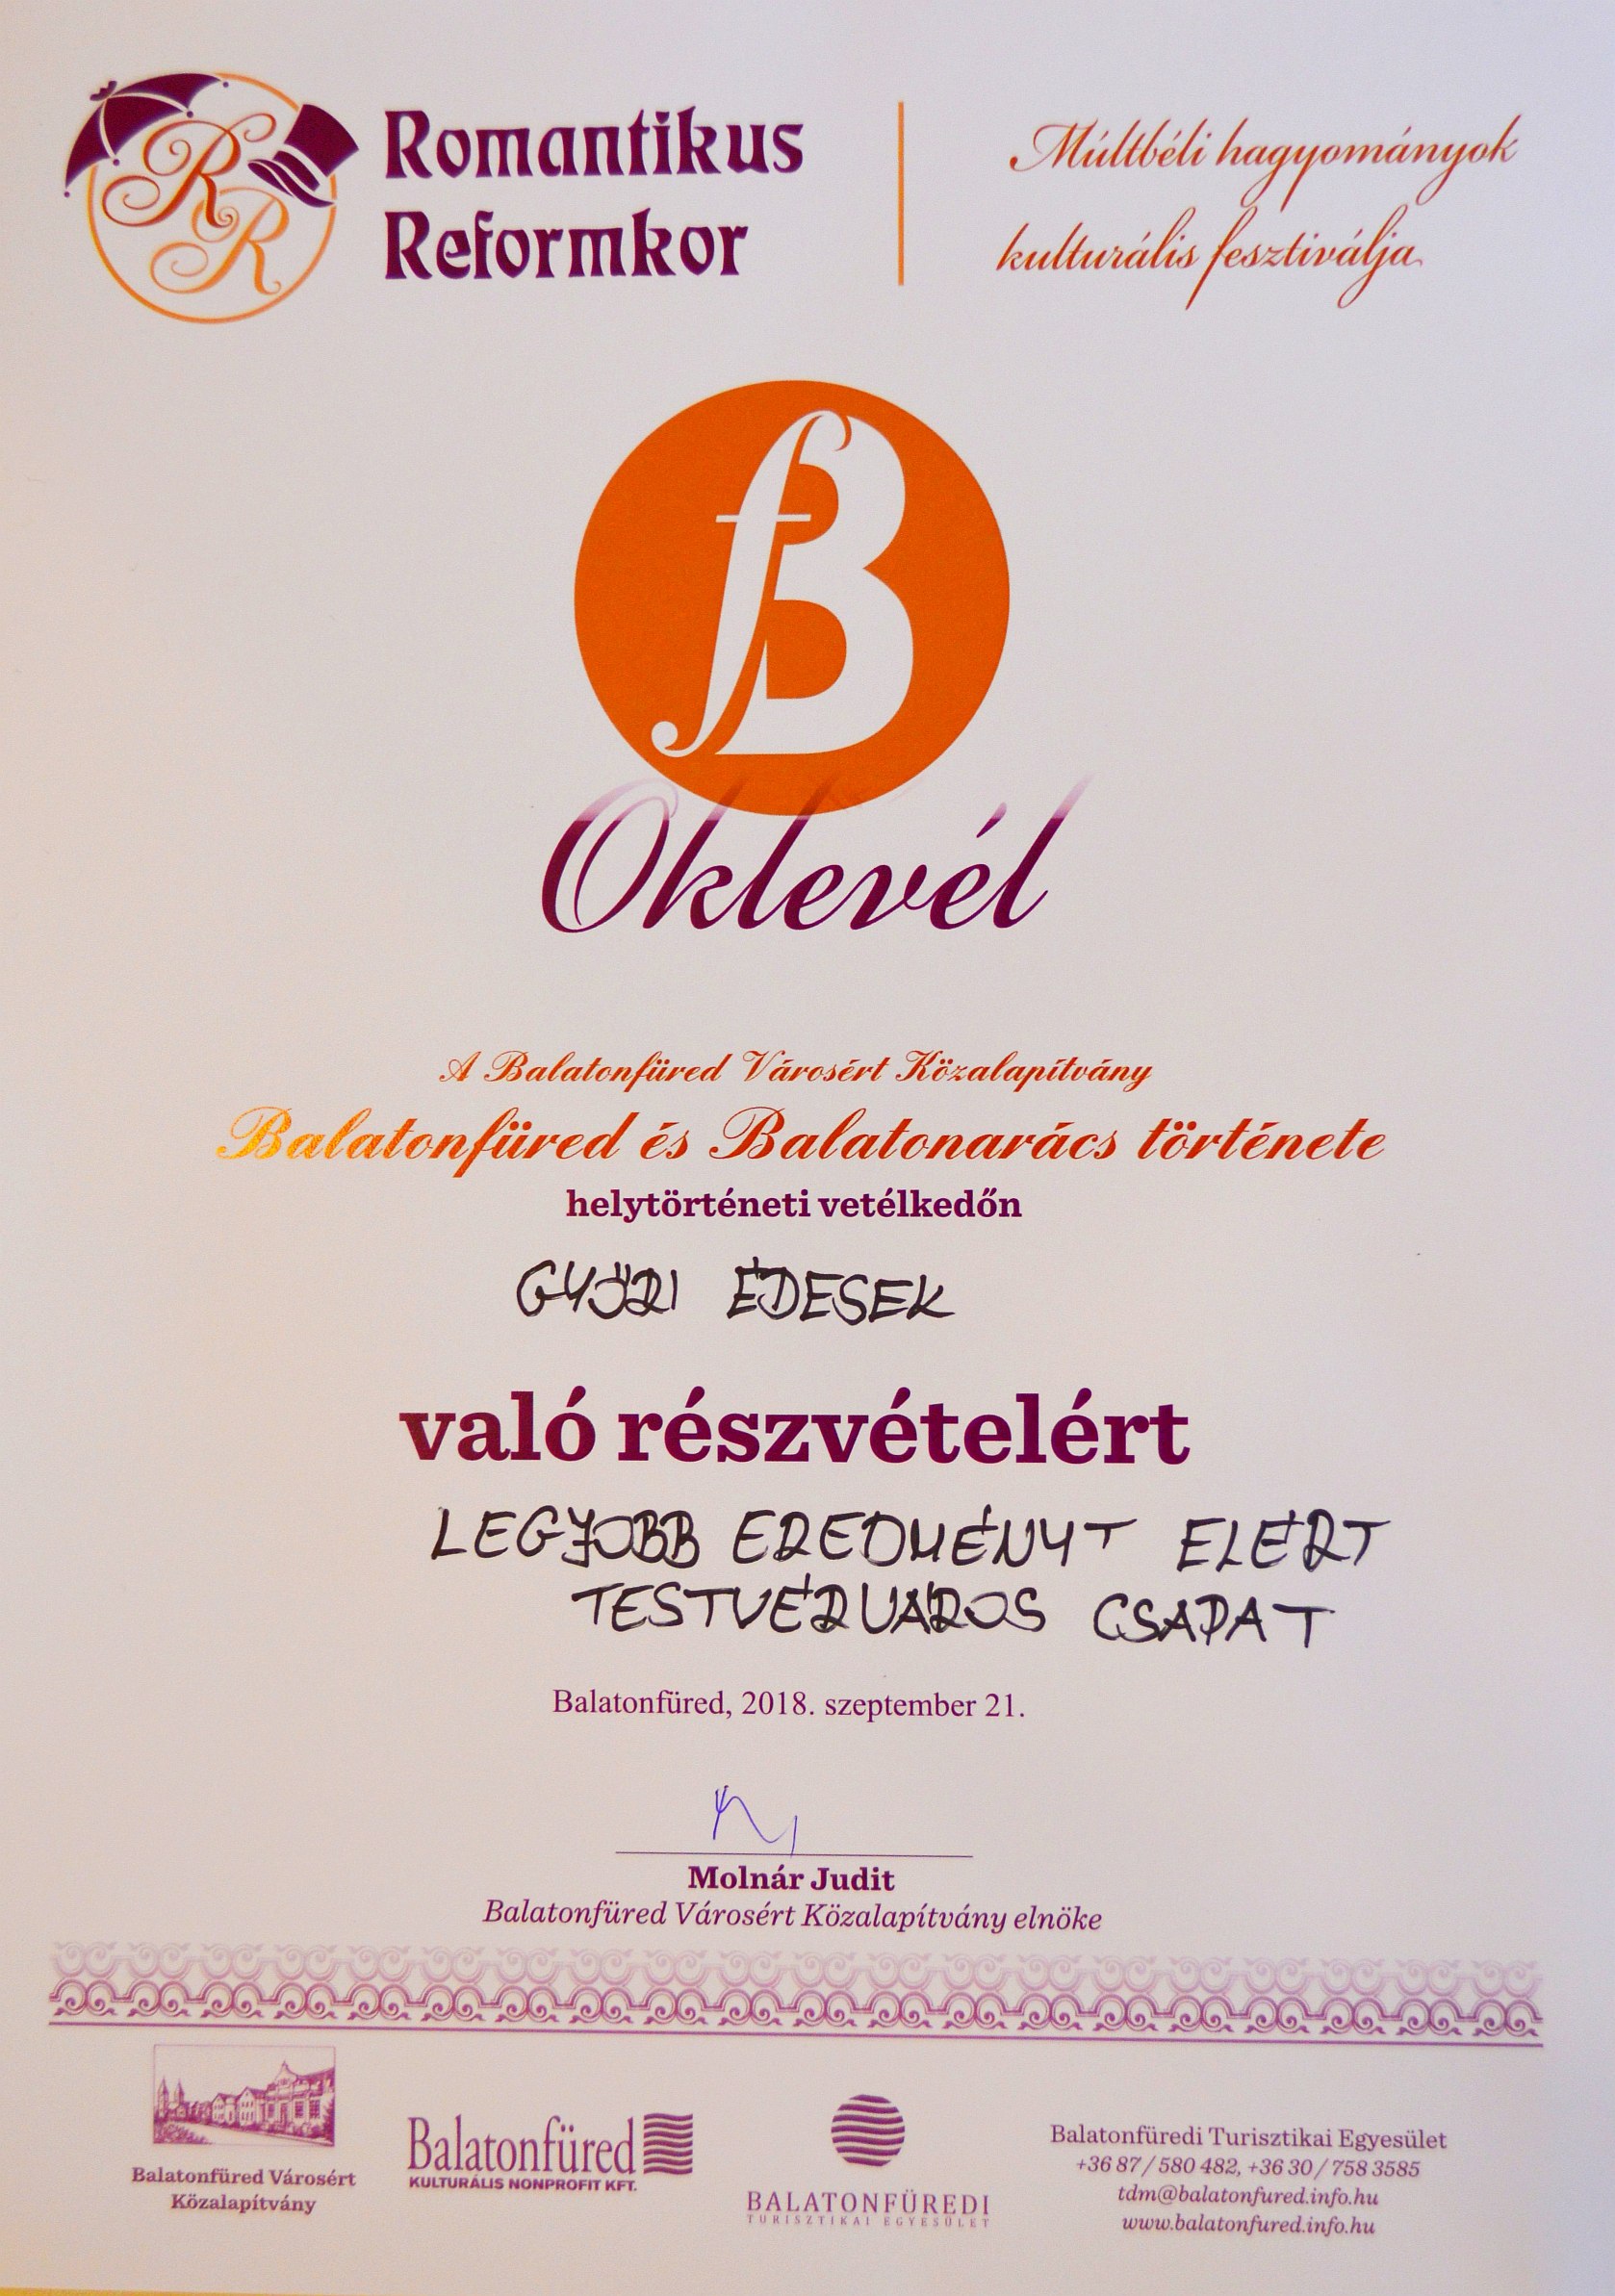 Romantikus
Reformkor
Múltbéli hagyományok
kulturális fesztiválja
Oklevél
A Balatonfüred Városért Közalapítvány
Balatonfüred és Balatonarács története
helytörténeti vetélkedőn
GYŐRI ÉDESEK
való részvételért
LEGJOBB EREDMÉNYT ELÉRT
TESTVÉRVÁROS CSAPAT
Balatonfüred, 2018. szeptember 21.
Molnár Judit
Balatonfüred Városért Közalapítvány elnöke
Balatonfüred Városért
Közalapítvány
Balatonfüred
KULTURÁLIS NONPROFIT KFT.
BALATONFÜREDI
TURISZTIKAI EGYESÜLET
Balatonfüredi Turisztikai Egyesület
+36 87 / 580 482, +36 30 / 758 3585
tdm@balatonfured.info.hu
www.balatonfured.info.hu